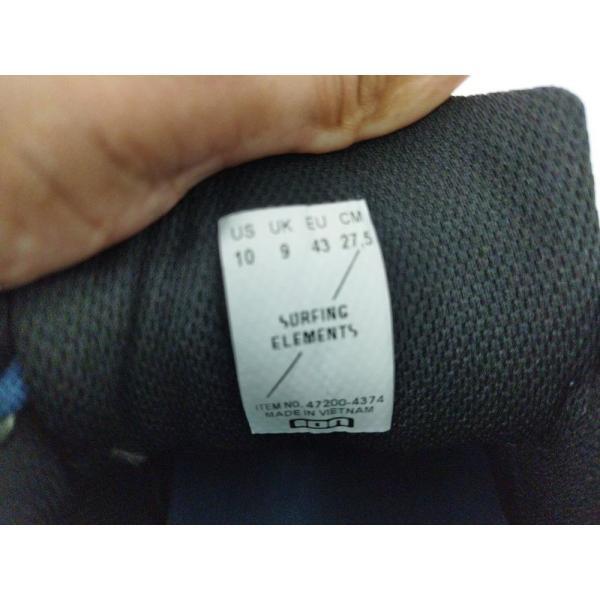 US UK EU CM
10 9 43 27.5
SURFING
ELEMENTS
ITEM NO. 47200-4374
MADE IN VIETNAM
ION